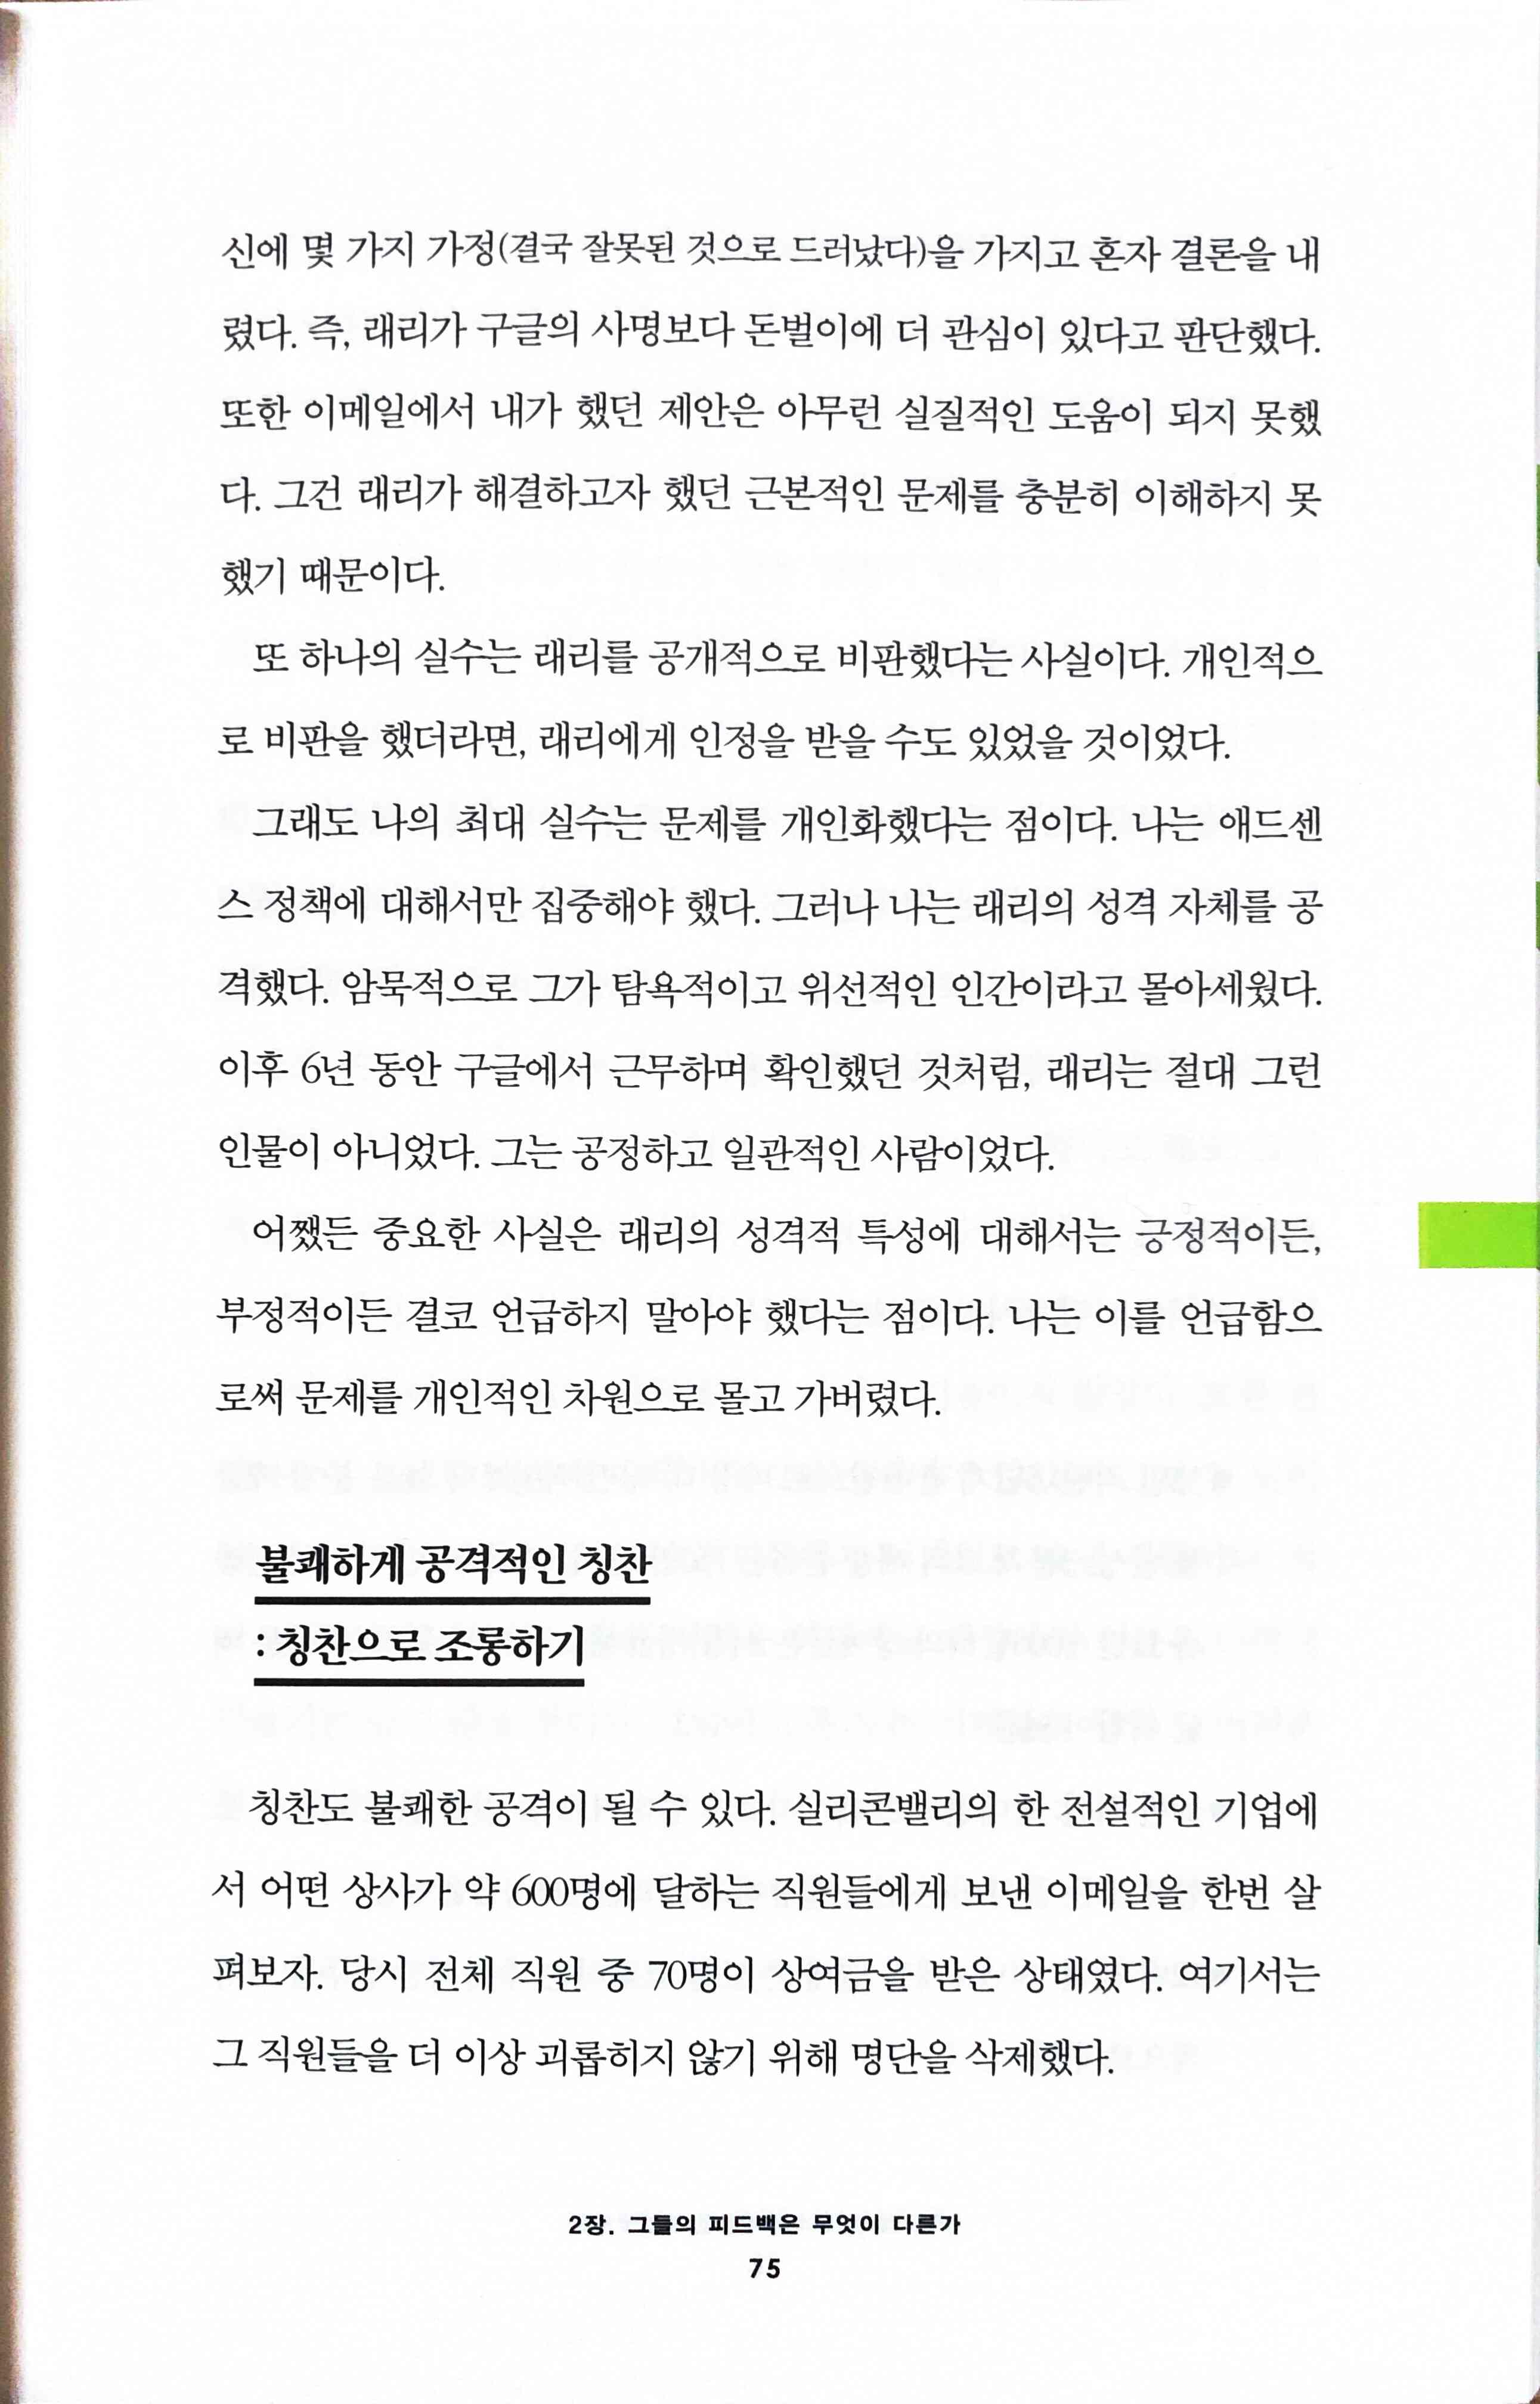 신에 몇 가지 가정(결국 잘못된 것으로 드러났다)을 가지고 혼자 결론을 내
렸다. 즉, 래리가 구글의 사명보다 돈벌이에 더 관심이 있다고 판단했다.
또한 이메일에서 내가 했던 제안은 아무런 실질적인 도움이 되지 못했
다. 그건 래리가 해결하고자 했던 근본적인 문제를 충분히 이해하지 못
했기 때문이다.
또 하나의 실수는 래리를 공개적으로 비판했다는 사실이다. 개인적으
로 비판을 했더라면, 래리에게 인정을 받을 수도 있었을 것이었다.
그래도 나의 최대 실수는 문제를 개인화했다는 점이다. 나는 애드센
스 정책에 대해서만 집중해야 했다. 그러나 나는 래리의 성격 자체를 공
격했다. 암묵적으로 그가 탐욕적이고 위선적인 인간이라고 몰아세웠다.
이후 6년 동안 구글에서 근무하며 확인했던 것처럼, 래리는 절대 그런
인물이 아니었다. 그는 공정하고 일관적인 사람이었다.
어쨌든 중요한 사실은 래리의 성격적 특성에 대해서는 긍정적이든,
부정적이든 결코 언급하지 말아야 했다는 점이다. 나는 이를 언급함으
로써 문제를 개인적인 차원으로 몰고 가버렸다.
불쾌하게 공격적인 칭찬
: 칭찬으로 조롱하기
칭찬도 불쾌한 공격이 될 수 있다. 실리콘밸리의 한 전설적인 기업에
서 어떤 상사가 약 600명에 달하는 직원들에게 보낸 이메일을 한번 살
펴보자. 당시 전체 직원 중 70명이 상여금을 받은 상태였다. 여기서는
그 직원들을 더 이상 괴롭히지 않기 위해 명단을 삭제했다.
2장. 그들의 피드백은 무엇이 다른가
75